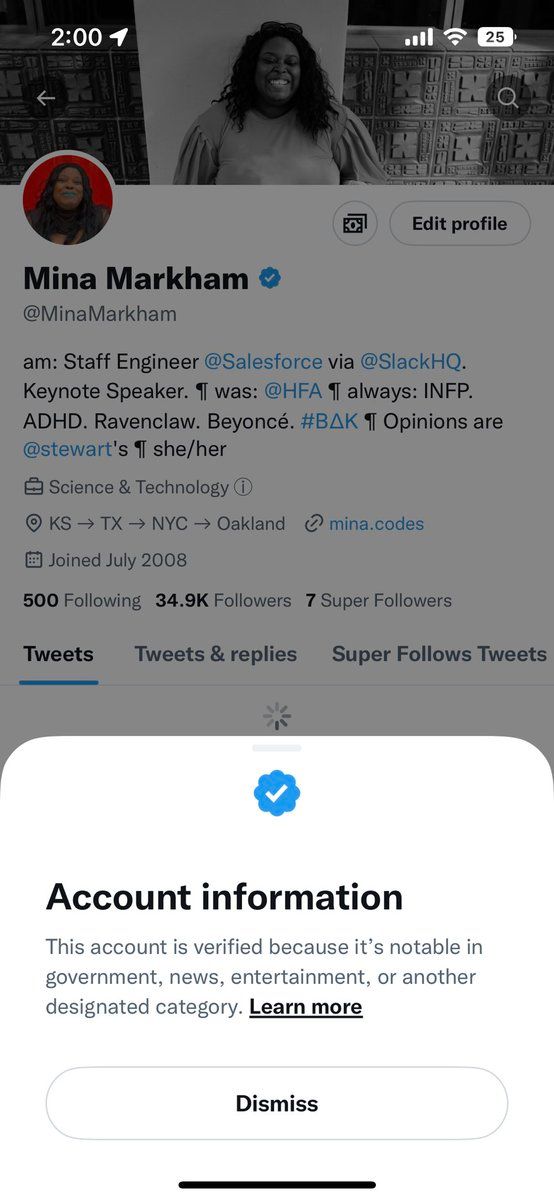 2:00
25
Edit profile
Mina Markham
@MinaMarkham
am: Staff Engineer @Salesforce via @SlackHQ.
Keynote Speaker. ¶ was: @HFA ¶ always: INFP.
ADHD. Ravenclaw. Beyoncé. #BΔK ¶ Opinions are
@stewart's ¶ she/her
Science & Technology
KS → TX → NYC → Oakland mina.codes
Joined July 2008
500 Following 34.9K Followers 7 Super Followers
Tweets Tweets & replies Super Follows Tweets
Account information
This account is verified because it’s notable in
government, news, entertainment, or another
designated category. Learn more
Dismiss